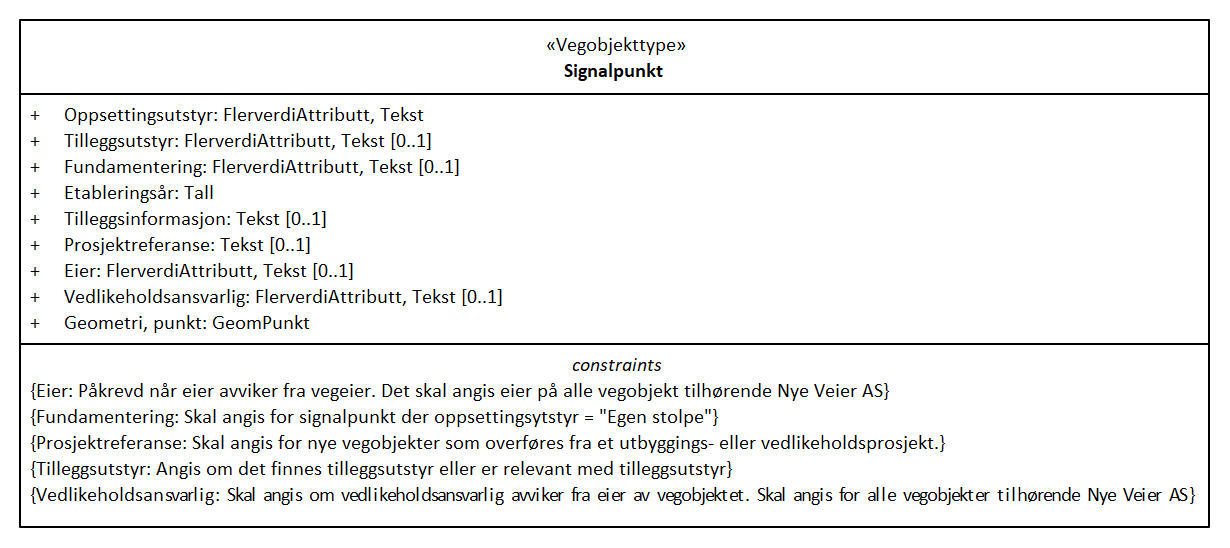 «Vegobjekttype»
Signalpunkt
+ Oppsettingsutstyr: FlerverdiAttributt, Tekst
+ Tilleggsutstyr: FlerverdiAttributt, Tekst [0..1]
+ Fundamentering: FlerverdiAttributt, Tekst [0..1]
+ Etableringsår: Tall
+ Tilleggsinformasjon: Tekst [0..1]
+ Prosjektreferanse: Tekst [0..1]
+ Eier: FlerverdiAttributt, Tekst [0..1]
+ Vedlikeholdsansvarlig: FlerverdiAttributt, Tekst [0..1]
+ Geometri, punkt: GeomPunkt
constraints
{Eier: Påkrevd når eier avviker fra vegeier. Det skal angis eier på alle vegobjekt tilhørende Nye Veier AS}
{Fundamentering: Skal angis for signalpunkt der oppsettingsytstyr = "Egen stolpe"}
{Prosjektreferanse: Skal angis for nye vegobjekter som overføres fra et utbyggings- eller vedlikeholdsprosjekt.}
{Tilleggsutstyr: Angis om det finnes tilleggsutstyr eller er relevant med tilleggsutstyr}
{Vedlikeholdsansvarlig: Skal angis om vedlikeholdsansvarlig avviker fra eier av vegobjektet. Skal angis for alle vegobjekter tilhørende Nye Veier AS}